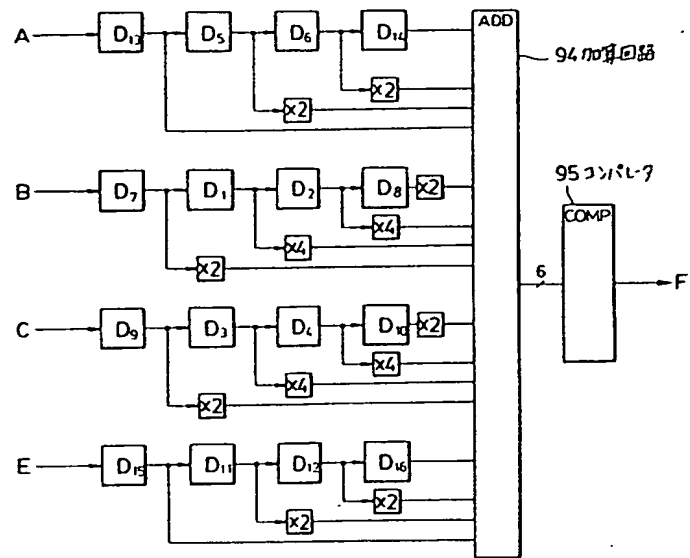 A D₁₃ D₅ D₆ D₁₄ ADD
94 加算回路
×2
×2
B D₇ D₁ D₂ D₈ ×2
95 コンパレータ
COMP
×4
×4
×2
6
F
C D₉ D₃ D₄ D₁₀ ×2
×4
×4
×2
E D₁₅ D₁₁ D₁₂ D₁₆
×2
×2